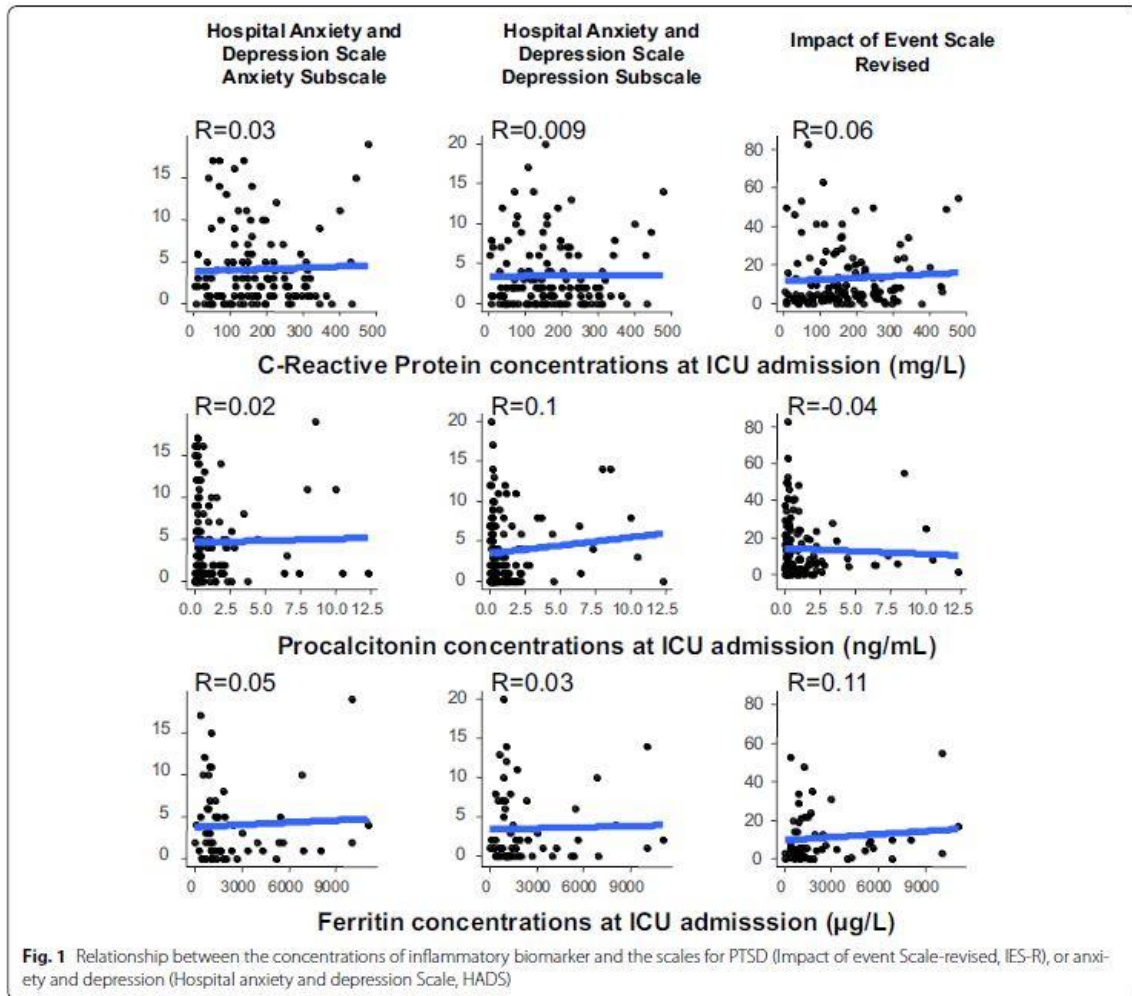 Hospital Anxiety and
Depression Scale
Anxiety Subscale
Hospital Anxiety and
Depression Scale
Depression Subscale
Impact of Event Scale
Revised
R=0.03
R=0.009
R=0.06
15
10
5
0
20
15
10
5
0
80
60
40
20
0
0 100 200 300 400 500
0 100 200 300 400 500
0 100 200 300 400 500
C-Reactive Protein concentrations at ICU admission (mg/L)
R=0.02
R=0.1
R=-0.04
15
10
5
0
20
15
10
5
0
80
60
40
20
0
0.0 2.5 5.0 7.5 10.0 12.5
0.0 2.5 5.0 7.5 10.0 12.5
0.0 2.5 5.0 7.5 10.0 12.5
Procalcitonin concentrations at ICU admission (ng/mL)
R=0.05
R=0.03
R=0.11
15
10
5
0
20
15
10
5
0
80
60
40
20
0
0 3000 6000 9000
0 3000 6000 9000
0 3000 6000 9000
Ferritin concentrations at ICU admisssion (µg/L)
Fig. 1 Relationship between the concentrations of inflammatory biomarker and the scales for PTSD (Impact of event Scale-revised, IES-R), or anxi-
ety and depression (Hospital anxiety and depression Scale, HADS)